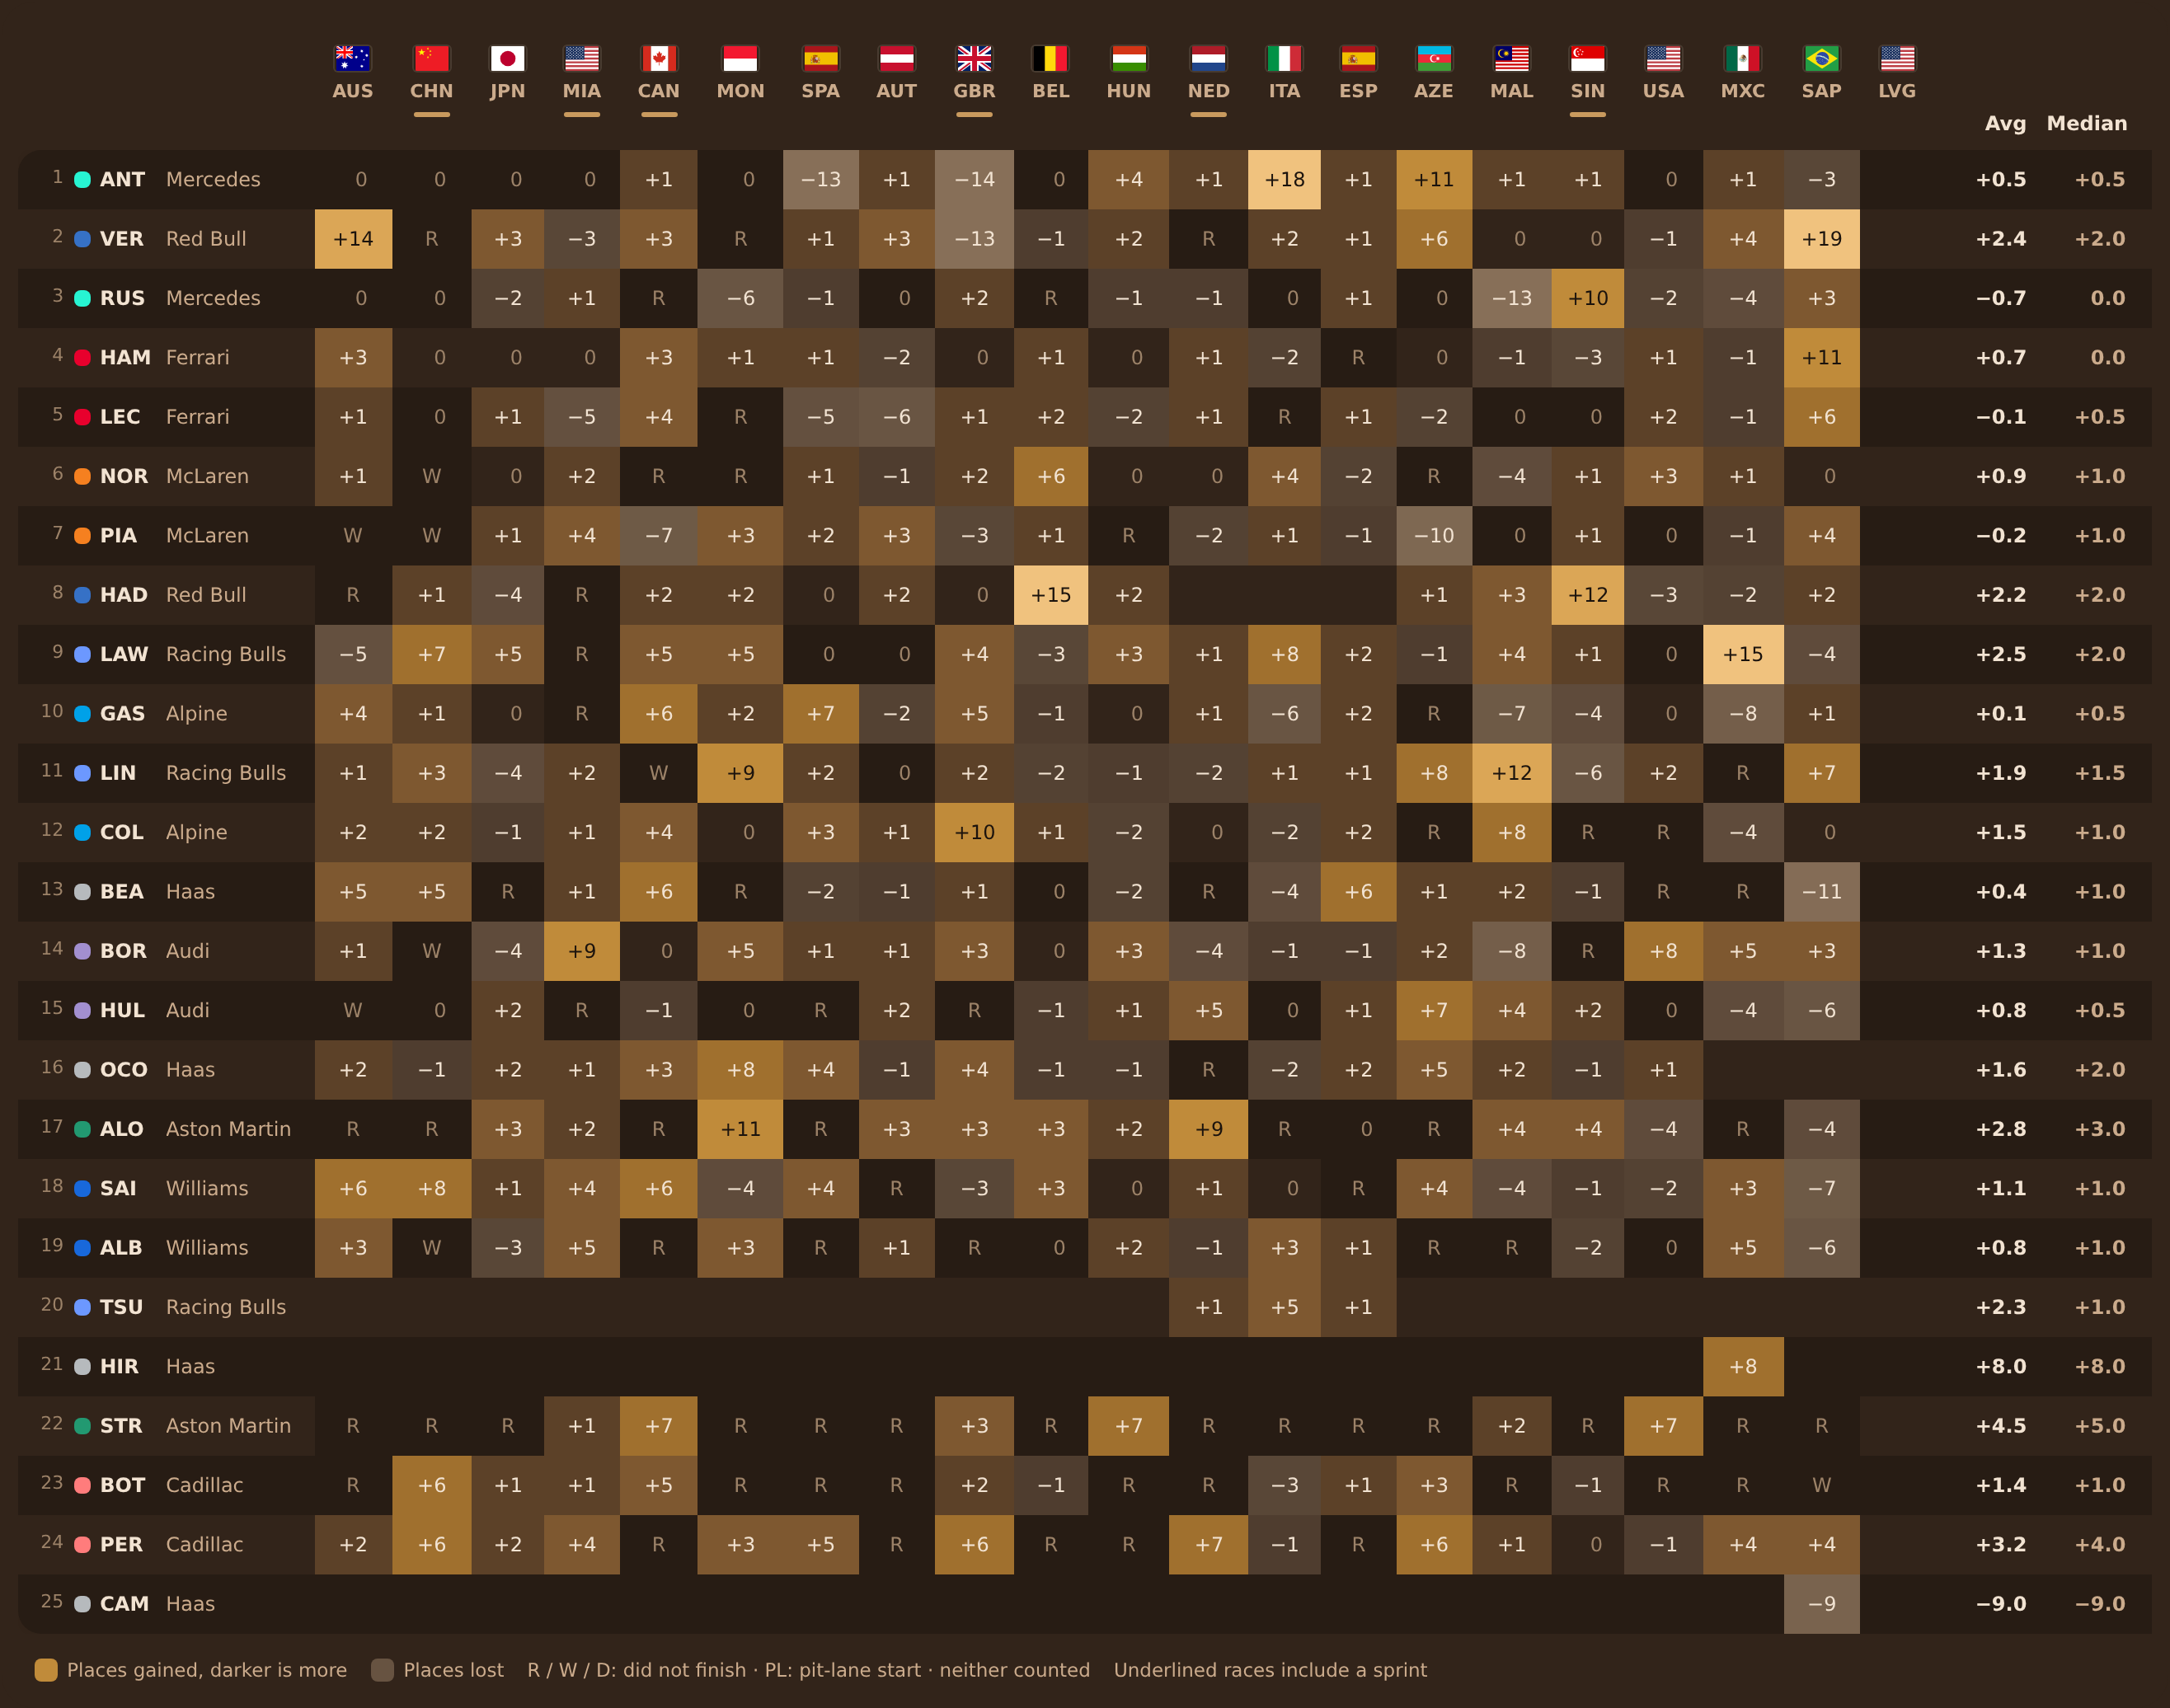 AUS CHN JPN MIA CAN MON SPA AUT GBR BEL HUN NED ITA ESP AZE MAL SIN USA MXC SAP LVG
Avg Median
1 ANT Mercedes 0 0 0 0 +1 0 −13 +1 −14 0 +4 +1 +18 +1 +11 +1 +1 0 +1 −3 +0.5 +0.5
2 VER Red Bull +14 R +3 −3 +3 R +1 +3 −13 −1 +2 R +2 +1 +6 0 0 −1 +4 +19 +2.4 +2.0
3 RUS Mercedes 0 0 −2 +1 R −6 −1 0 +2 R −1 −1 0 +1 0 −13 +10 −2 −4 +3 −0.7 0.0
4 HAM Ferrari +3 0 0 0 +3 +1 +1 −2 0 +1 0 +1 −2 R 0 −1 −3 +1 −1 +11 +0.7 0.0
5 LEC Ferrari +1 0 +1 −5 +4 R −5 −6 +1 +2 −2 +1 R +1 −2 0 0 +2 −1 +6 −0.1 +0.5
6 NOR McLaren +1 W 0 +2 R R +1 −1 +2 +6 0 0 +4 −2 R −4 +1 +3 +1 0 +0.9 +1.0
7 PIA McLaren W W +1 +4 −7 +3 +2 +3 −3 +1 R −2 +1 −1 −10 0 +1 0 −1 +4 −0.2 +1.0
8 HAD Red Bull R +1 −4 R +2 +2 0 +2 0 +15 +2 +1 +3 +12 −3 −2 +2 +2.2 +2.0
9 LAW Racing Bulls −5 +7 +5 R +5 +5 0 0 +4 −3 +3 +1 +8 +2 −1 +4 +1 0 +15 −4 +2.5 +2.0
10 GAS Alpine +4 +1 0 R +6 +2 +7 −2 +5 −1 0 +1 −6 +2 R −7 −4 0 −8 +1 +0.1 +0.5
11 LIN Racing Bulls +1 +3 −4 +2 W +9 +2 0 +2 −2 −1 −2 +1 +1 +8 +12 −6 +2 R +7 +1.9 +1.5
12 COL Alpine +2 +2 −1 +1 +4 0 +3 +1 +10 +1 −2 0 −2 +2 R +8 R R −4 0 +1.5 +1.0
13 BEA Haas +5 +5 R +1 +6 R −2 −1 +1 0 −2 R −4 +6 +1 +2 −1 R R −11 +0.4 +1.0
14 BOR Audi +1 W −4 +9 0 +5 +1 +1 +3 0 +3 −4 −1 −1 +2 −8 R +8 +5 +3 +1.3 +1.0
15 HUL Audi W 0 +2 R −1 0 R +2 R −1 +1 +5 0 +1 +7 +4 +2 0 −4 −6 +0.8 +0.5
16 OCO Haas +2 −1 +2 +1 +3 +8 +4 −1 +4 −1 −1 R −2 +2 +5 +2 −1 +1 +1.6 +2.0
17 ALO Aston Martin R R +3 +2 R +11 R +3 +3 +3 +2 +9 R 0 R +4 +4 −4 R −4 +2.8 +3.0
18 SAI Williams +6 +8 +1 +4 +6 −4 +4 R −3 +3 0 +1 0 R +4 −4 −1 −2 +3 −7 +1.1 +1.0
19 ALB Williams +3 W −3 +5 R +3 R +1 R 0 +2 −1 +3 +1 R R −2 0 +5 −6 +0.8 +1.0
20 TSU Racing Bulls +1 +5 +1 +2.3 +1.0
21 HIR Haas +8 +8.0 +8.0
22 STR Aston Martin R R R +1 +7 R R R +3 R +7 R R R R +2 R +7 R R +4.5 +5.0
23 BOT Cadillac R +6 +1 +1 +5 R R R +2 −1 R R −3 +1 +3 R −1 R R W +1.4 +1.0
24 PER Cadillac +2 +6 +2 +4 R +3 +5 R +6 R R +7 −1 R +6 +1 0 −1 +4 +4 +3.2 +4.0
25 CAM Haas −9 −9.0 −9.0
Places gained, darker is more Places lost R / W / D: did not finish · PL: pit-lane start · neither counted Underlined races include a sprint